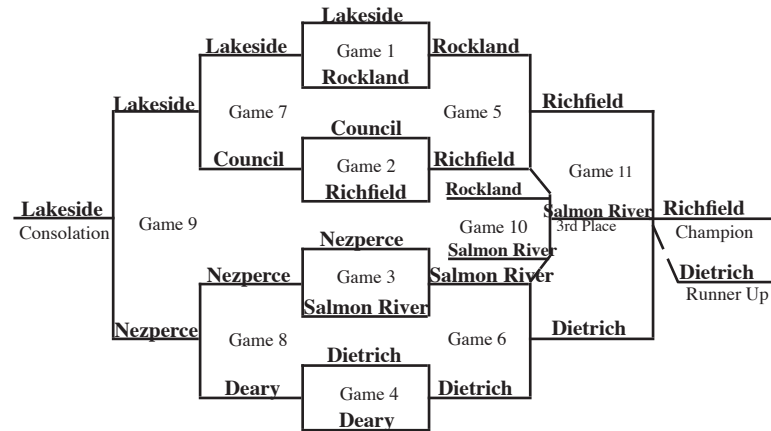 Lakeside
Lakeside Game 1 Rockland
Rockland
Lakeside Game 7 Game 5 Richfield
Council
Council Game 2 Richfield
Richfield
Game 11
Rockland
Lakeside Salmon River Richfield
Consolation Game 9 Game 10 3rd Place Champion
Nezperce Salmon River
Nezperce Game 3 Salmon River Dietrich
Salmon River Runner Up
Nezperce Game 8 Game 6 Dietrich
Dietrich
Deary Game 4 Dietrich
Deary